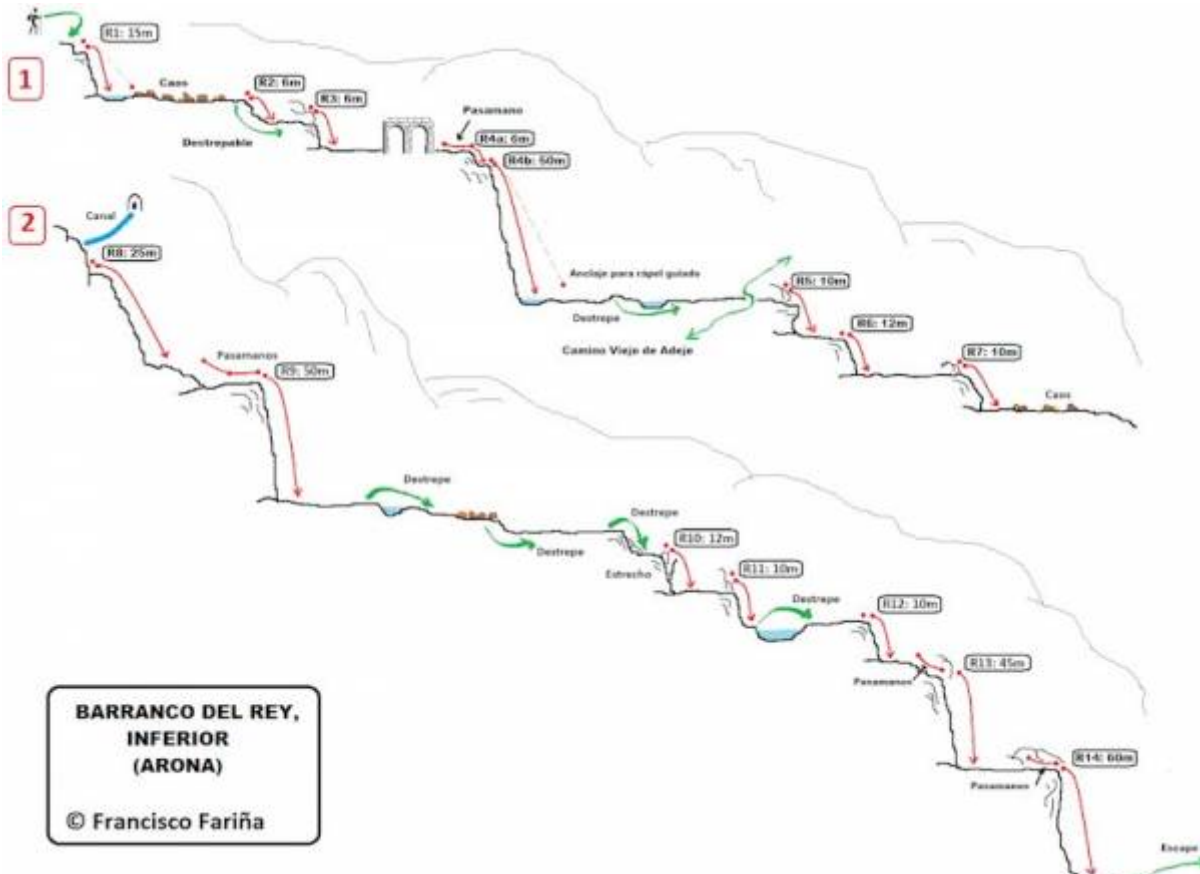 R1: 15m
1
Caos
R2: 6m
R3: 6m
Destrepable
Pasamano
R4a: 6m
R4b: 50m
Anclaje para rápel guiado
Destrepe
Camino Viejo de Adeje
R5: 10m
R6: 12m
R7: 10m
Caos
2
Canal
R8: 25m
Pasamanos
R9: 50m
Destrepe
Destrepe
Destrepe
Estrecho
R10: 12m
R11: 10m
Destrepe
R12: 10m
Pasamanos
R13: 45m
Pasamanos
R14: 60m
Escape
BARRANCO DEL REY,
INFERIOR
(ARONA)
© Francisco Fariña